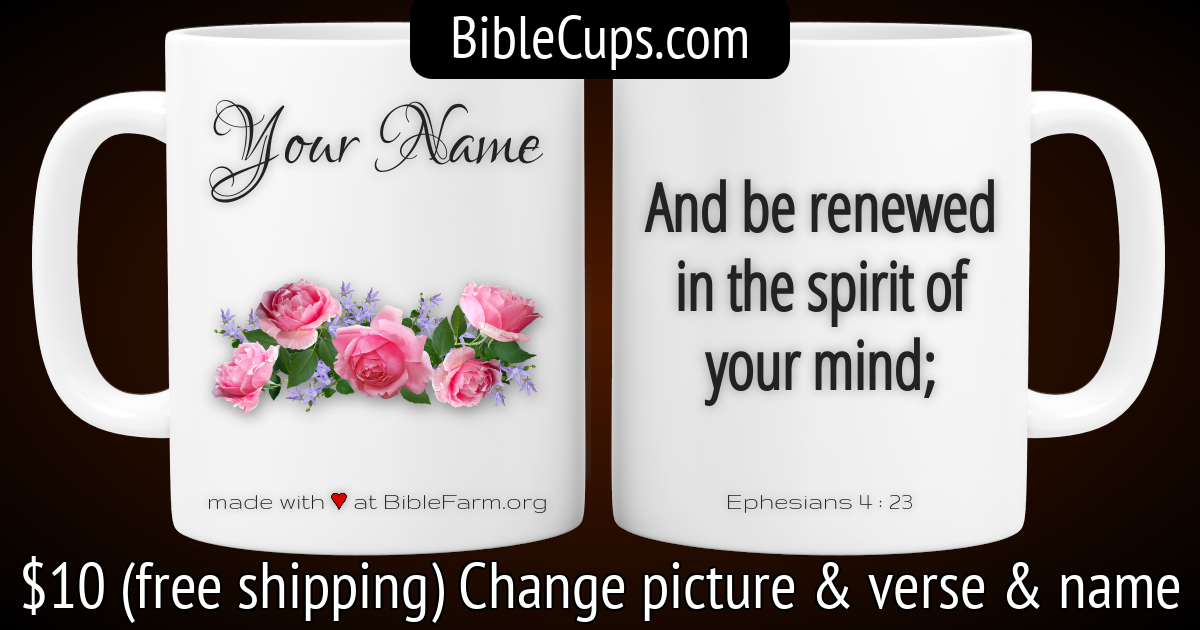 BibleCups.com
Your Name
made with ♥ at BibleFarm.org
And be renewed
in the spirit of
your mind;
Ephesians 4 : 23
$10 (free shipping) Change picture & verse & name